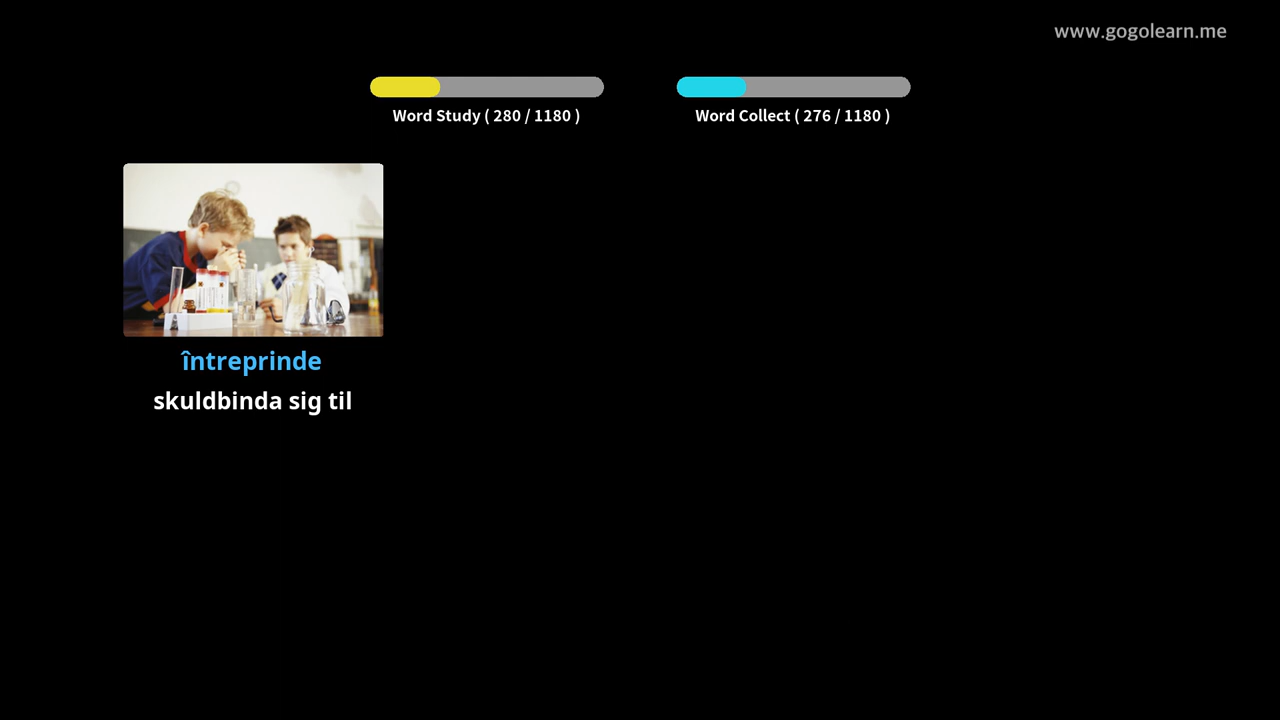 www.gogolearn.me
Word Study ( 280 / 1180 )
Word Collect ( 276 / 1180 )
întreprinde
skuldbinda sig til